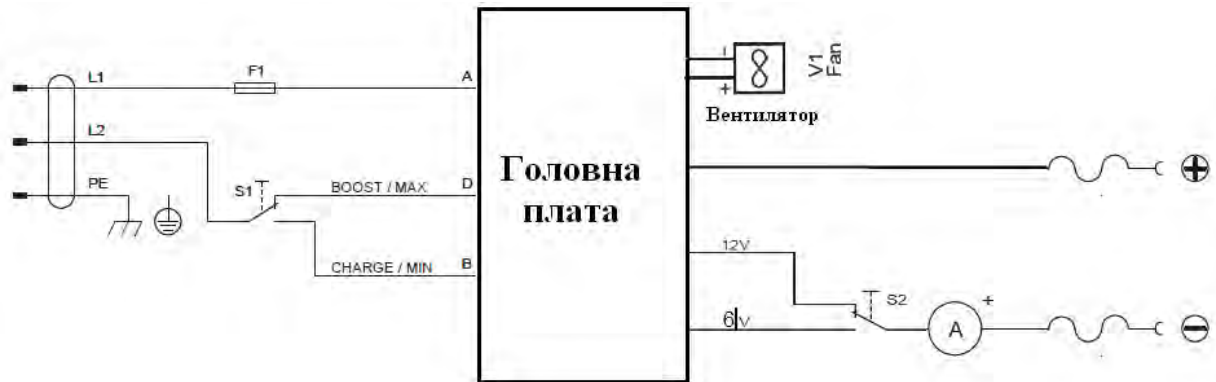 L1
F1
A
L2
PE
S1
BOOST / MAX
D
CHARGE / MIN
B
Головна
плата
-
+
V1
Fan
Вентилятор
+
12V
S2
6V
A
+
-